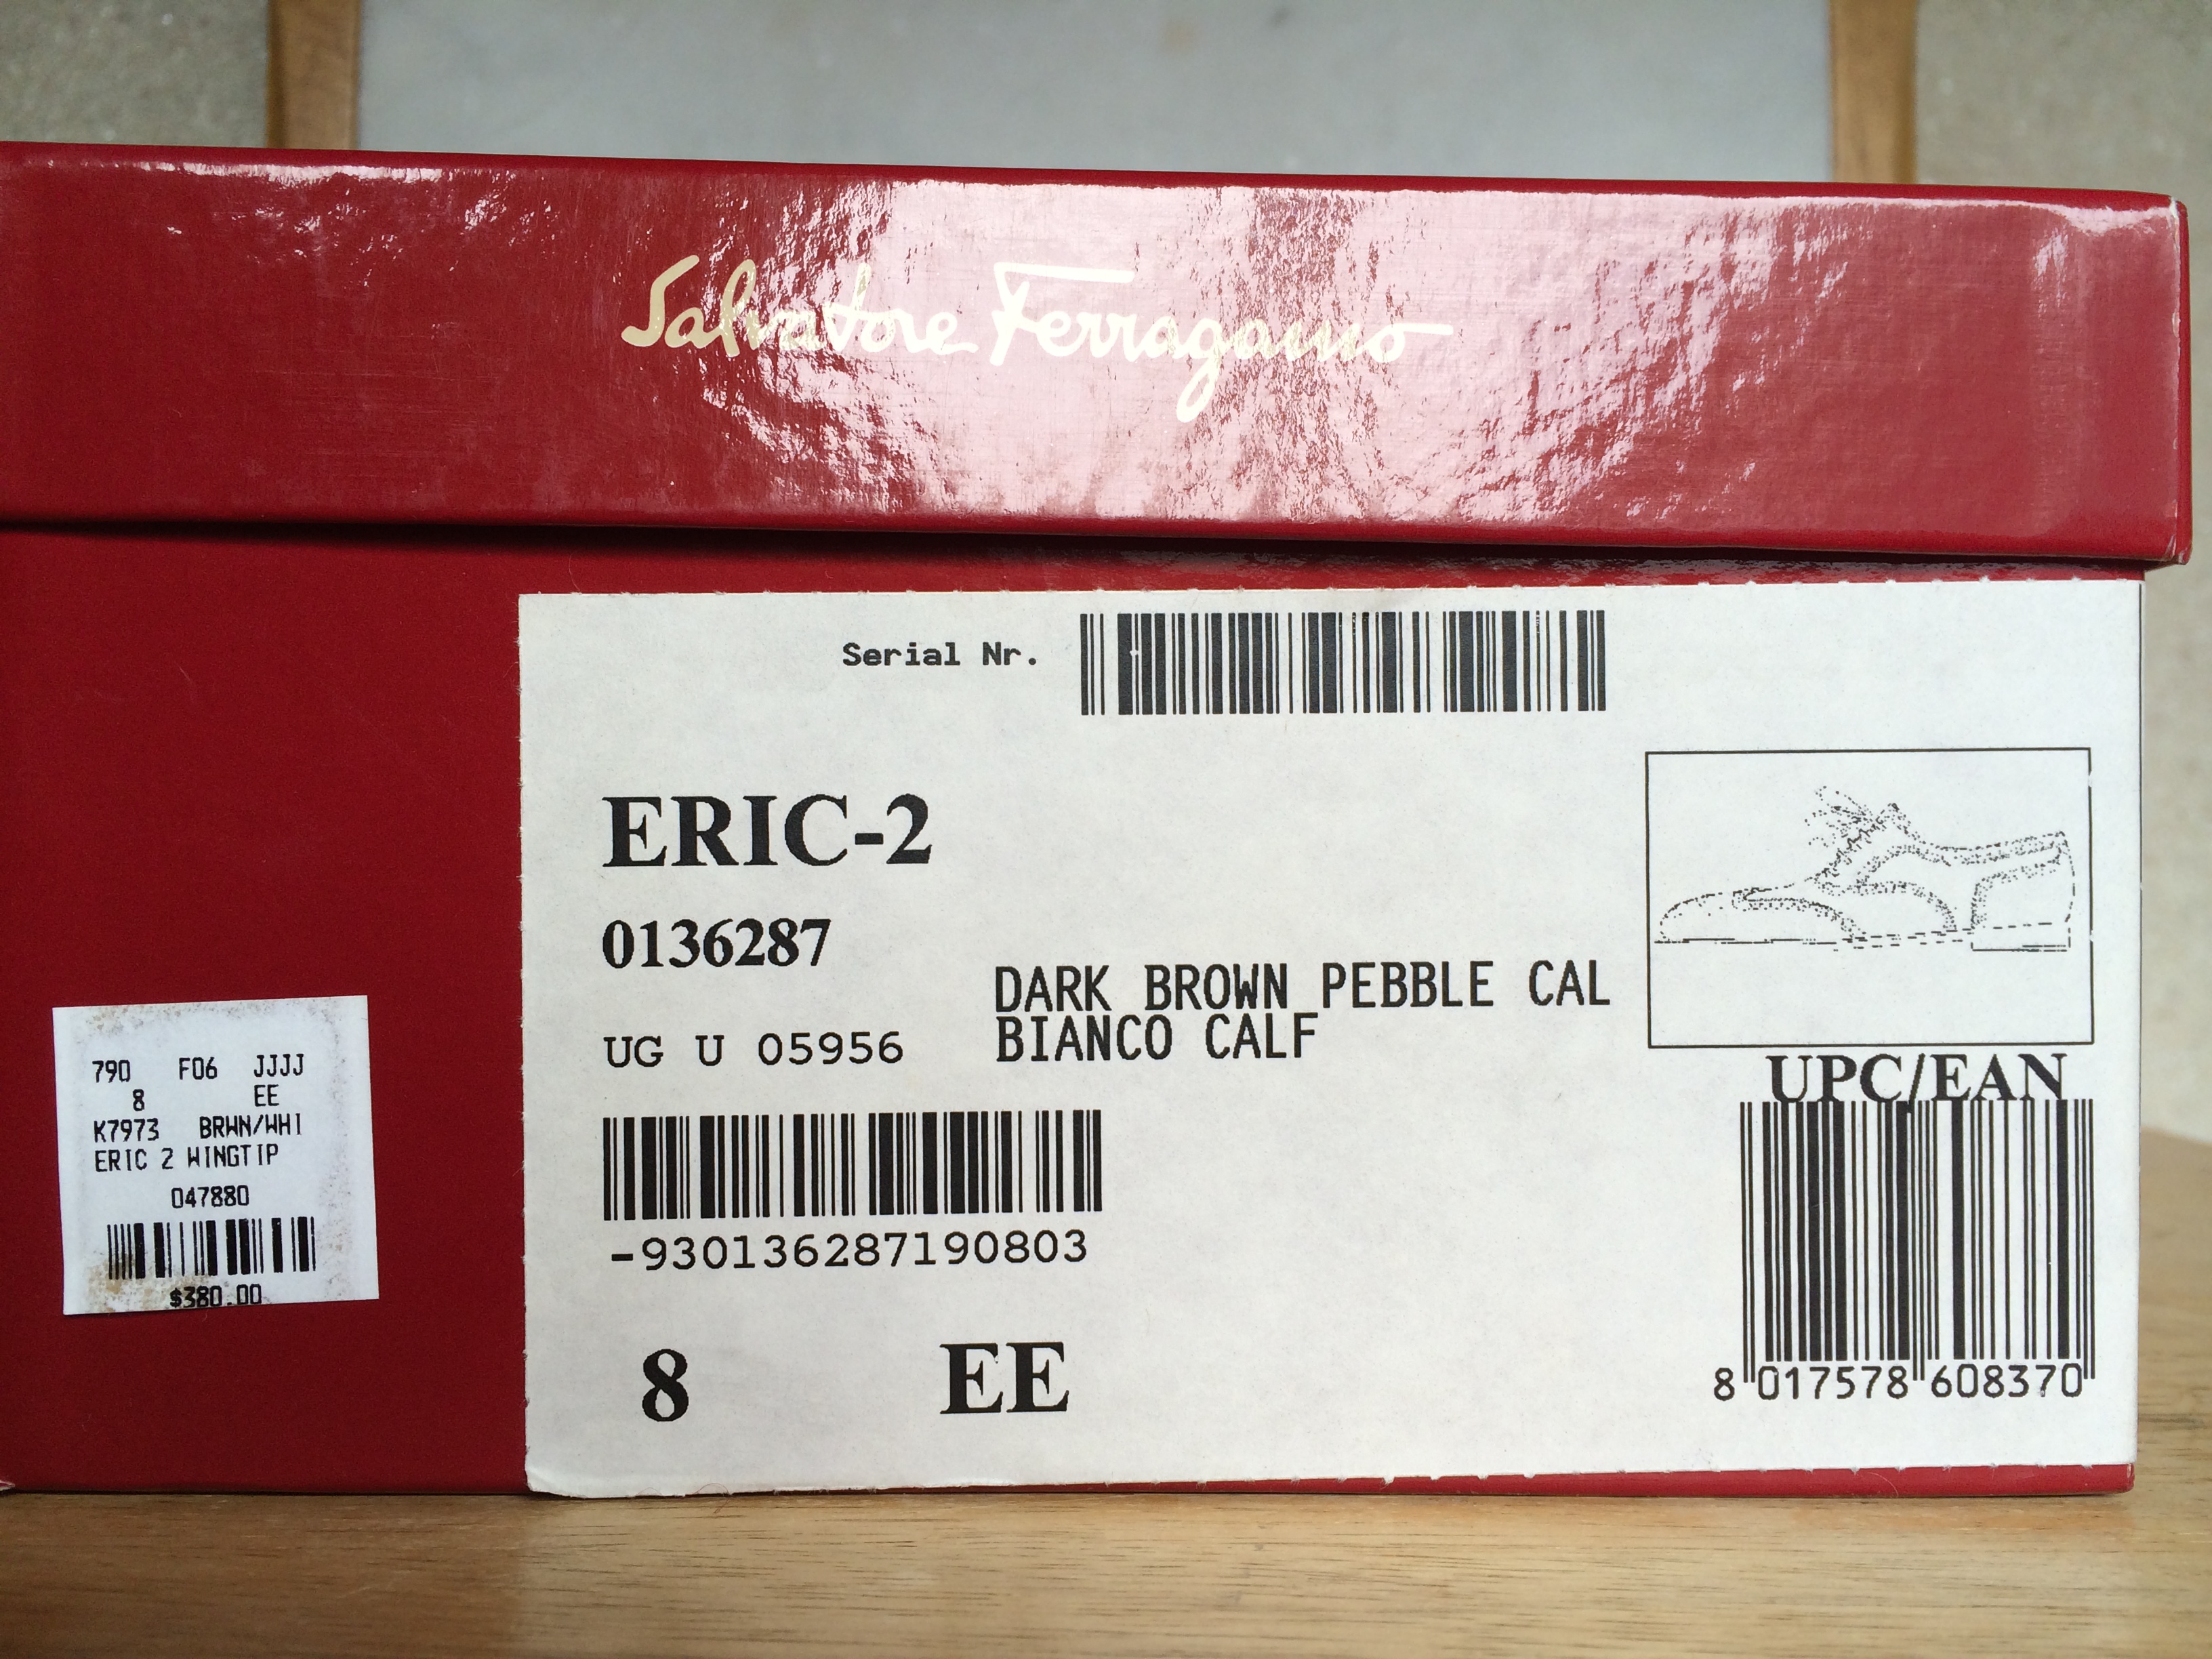 Salvatore Ferragamo
Serial Nr.
ERIC-2
0136287
UG U 05956
DARK BROWN PEBBLE CAL
BIANCO CALF
-930136287190803
8 EE
UPC/EAN
8 017578 608370
790 F06 JJJJ
8 EE
K7973 BRWN/WHI
ERIC 2 WINGTIP
047880
$380.00